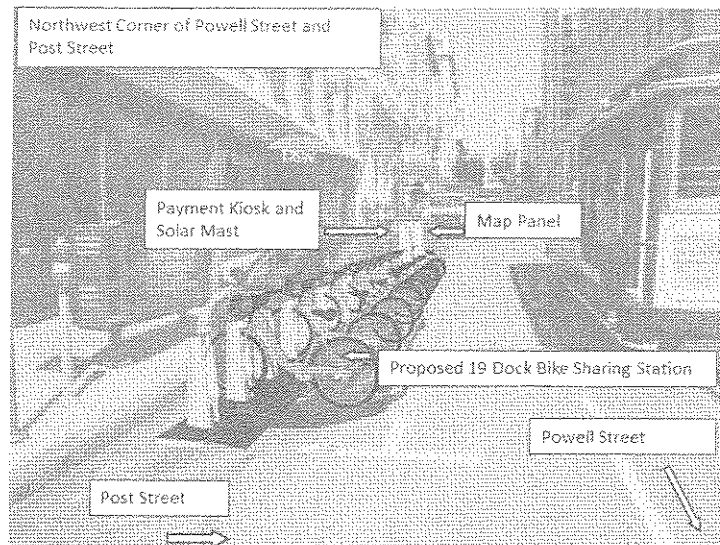 Northwest Corner of Powell Street and
Post Street
Payment Kiosk and
Solar Mast
Map Panel
Proposed 19 Dock Bike Sharing Station
Powell Street
Post Street